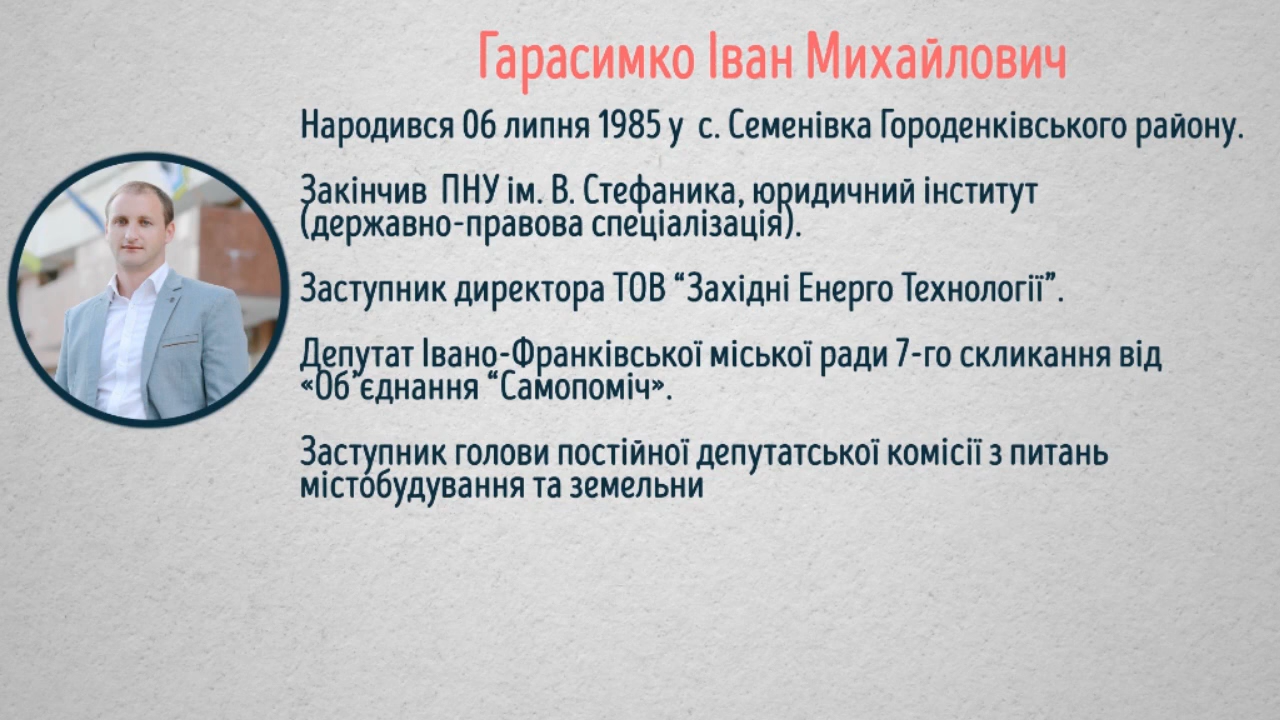 Гарасимко Іван Михайлович
Народився 06 липня 1985 у с. Семенівка Городенківського району.
Закінчив ПНУ ім. В. Стефаника, юридичний інститут
(державно-правова спеціалізація).
Заступник директора ТОВ “Західні Енерго Технології”.
Депутат Івано-Франківської міської ради 7-го скликання від
«Об’єднання “Самопоміч».
Заступник голови постійної депутатської комісії з питань
містобудування та земельни